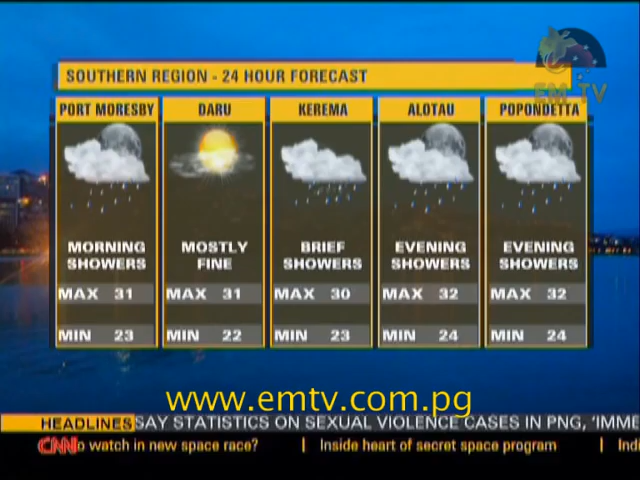 EM TV
SOUTHERN REGION - 24 HOUR FORECAST
PORT MORESBY DARU KEREMA ALOTAU POPONDETTA
MORNING SHOWERS MOSTLY FINE BRIEF SHOWERS EVENING SHOWERS EVENING SHOWERS
MAX 31 MAX 31 MAX 30 MAX 32 MAX 32
MIN 23 MIN 22 MIN 23 MIN 24 MIN 24
www.emtv.com.pg
HEADLINES SAY STATISTICS ON SEXUAL VIOLENCE CASES IN PNG, 'IMME
CNN o watch in new space race? | Inside heart of secret space program | Indi